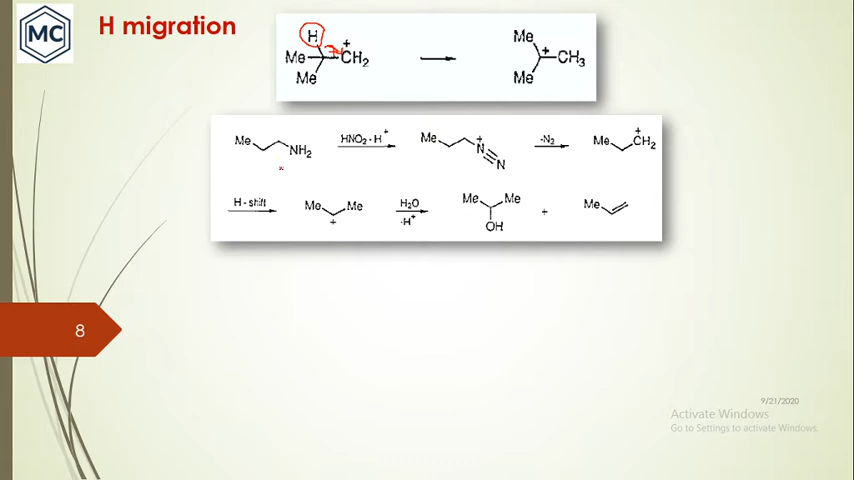 MC
H migration
H
Me
+
CH2
Me
Me
+
CH3
Me
Me
NH2
HNO2 - H+
Me
+
N
N
-N2
Me
+
CH2
H - shift
Me
Me
+
H2O
-H+
Me
Me
OH
+
Me
8
9/21/2020
Activate Windows
Go to Settings to activate Windows.